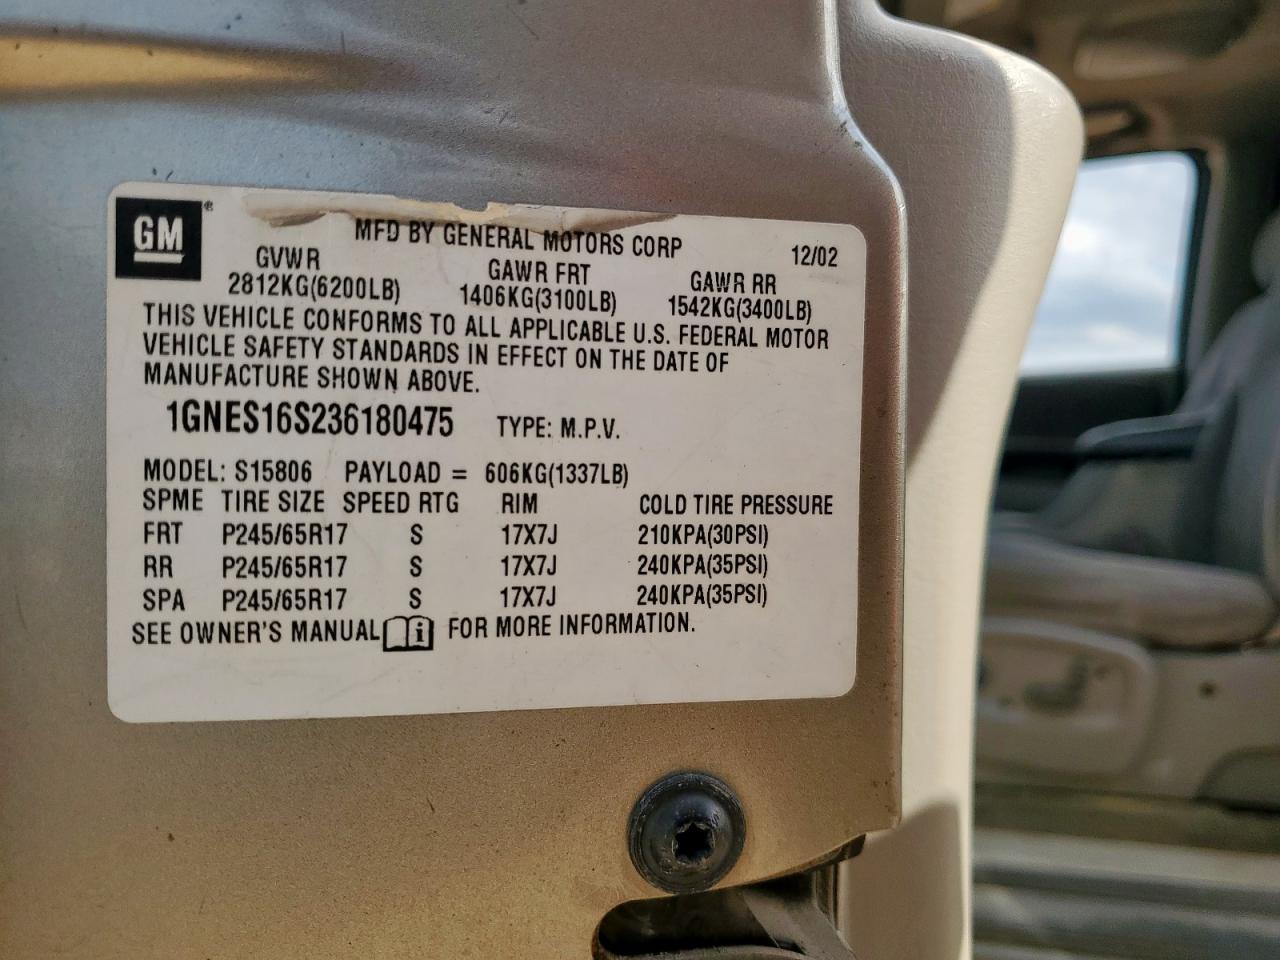 GM®
MFD BY GENERAL MOTORS CORP 12/02
GVWR GAWR FRT GAWR RR
2812KG(6200LB) 1406KG(3100LB) 1542KG(3400LB)
THIS VEHICLE CONFORMS TO ALL APPLICABLE U.S. FEDERAL MOTOR
VEHICLE SAFETY STANDARDS IN EFFECT ON THE DATE OF
MANUFACTURE SHOWN ABOVE.
1GNES16S236180475 TYPE: M.P.V.
MODEL: S15806 PAYLOAD = 606KG(1337LB)
SPME TIRE SIZE SPEED RTG RIM COLD TIRE PRESSURE
FRT P245/65R17 S 17X7J 210KPA(30PSI)
RR P245/65R17 S 17X7J 240KPA(35PSI)
SPA P245/65R17 S 17X7J 240KPA(35PSI)
SEE OWNER'S MANUAL i FOR MORE INFORMATION.